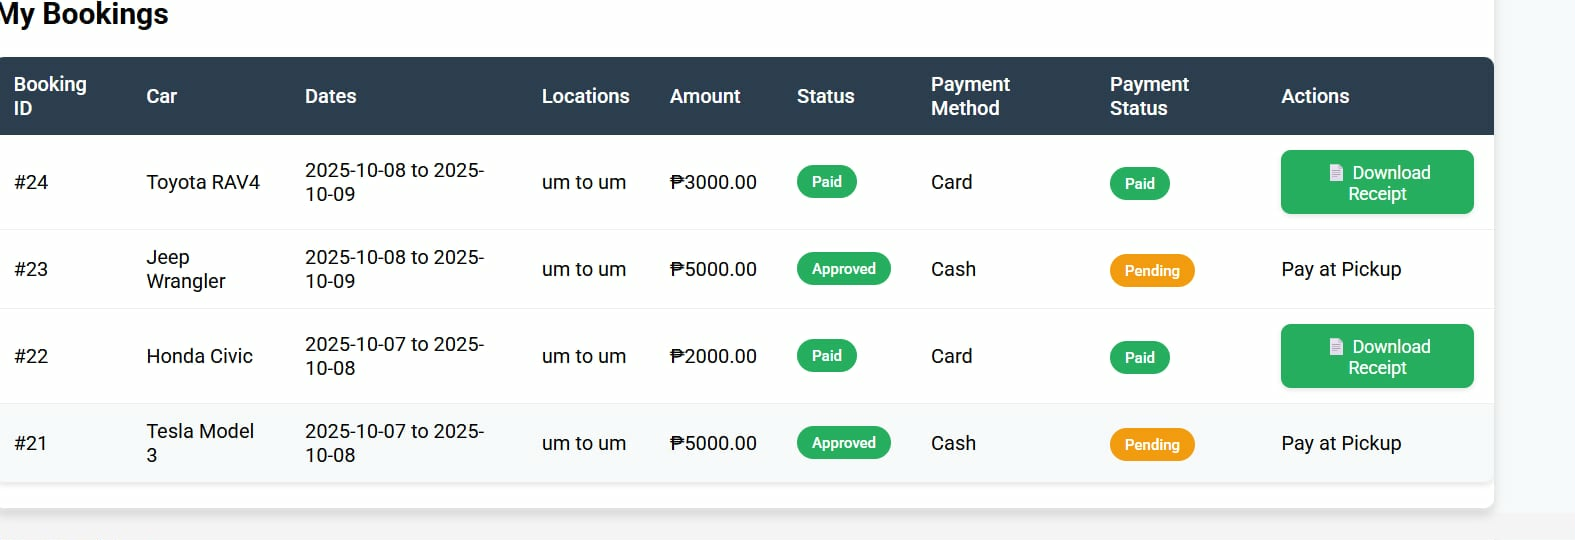 My Bookings
Booking ID Car Dates Locations Amount Status Payment Method Payment Status Actions
#24 Toyota RAV4 2025-10-08 to 2025-10-09 um to um ₱3000.00 Paid Card Paid Download Receipt
#23 Jeep Wrangler 2025-10-08 to 2025-10-09 um to um ₱5000.00 Approved Cash Pending Pay at Pickup
#22 Honda Civic 2025-10-07 to 2025-10-08 um to um ₱2000.00 Paid Card Paid Download Receipt
#21 Tesla Model 3 2025-10-07 to 2025-10-08 um to um ₱5000.00 Approved Cash Pending Pay at Pickup